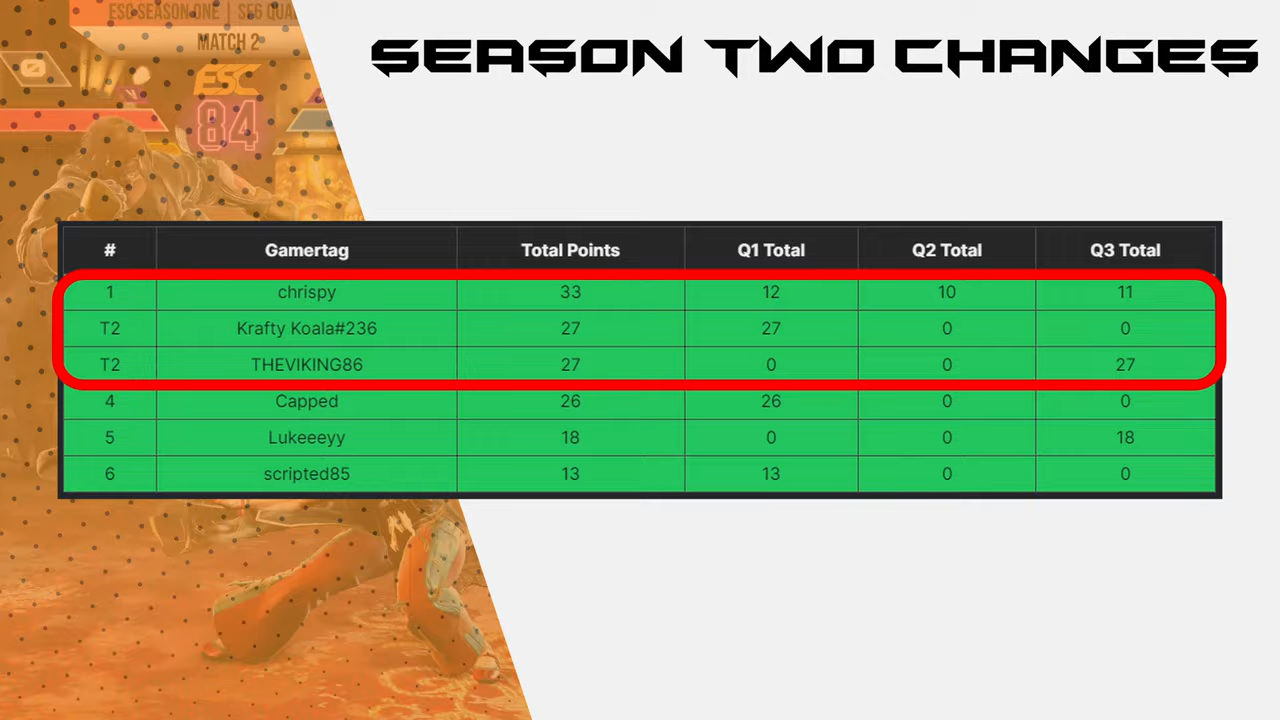 ESC SEASON ONE | SF6 QUA
MATCH 2
SEASON TWO CHANGES
ESC
84
# Gamertag Total Points Q1 Total Q2 Total Q3 Total
1 chrispy 33 12 10 11
T2 Krafty Koala#236 27 27 0 0
T2 THEVIKING86 27 0 0 27
4 Capped 26 26 0 0
5 Lukeeeyy 18 0 0 18
6 scripted85 13 13 0 0